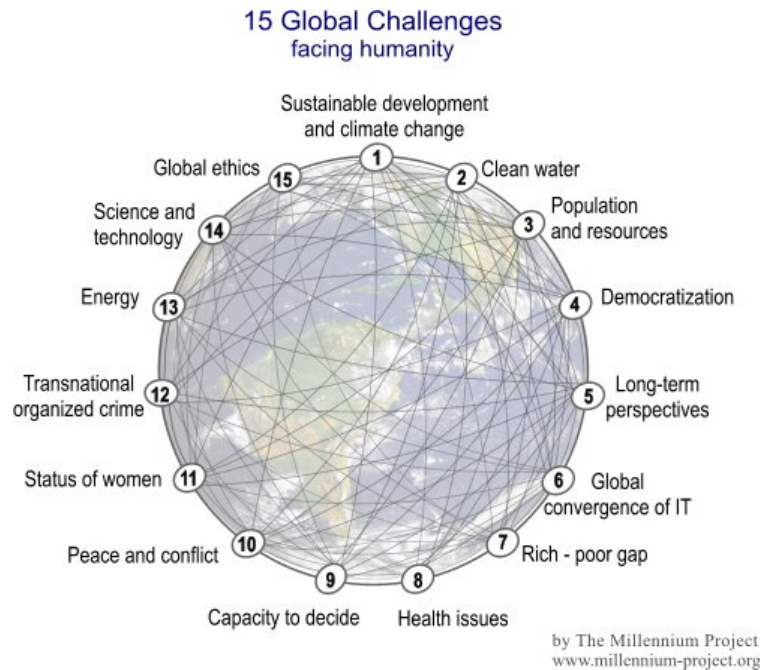 15 Global Challenges
facing humanity
Sustainable development
and climate change
1
Clean water
2
Population
and resources
3
Democratization
4
Long-term
perspectives
5
Global
convergence of IT
6
Rich - poor gap
7
Health issues
8
Capacity to decide
9
Peace and conflict
10
Status of women
11
Transnational
organized crime
12
Energy
13
Science and
technology
14
Global ethics
15
by The Millennium Project
www.millennium-project.org